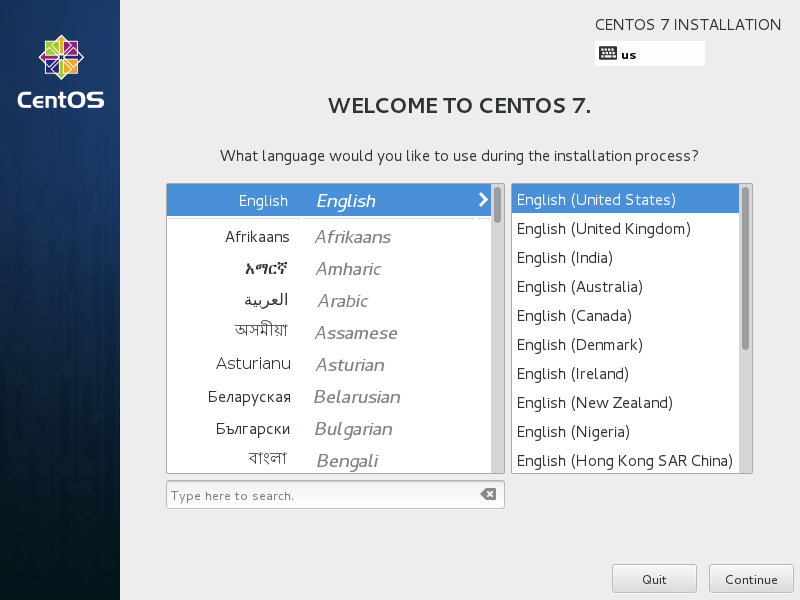 CentOS
CENTOS 7 INSTALLATION
us
WELCOME TO CENTOS 7.
What language would you like to use during the installation process?
English English
Afrikaans Afrikaans
አማርኛ Amharic
العربية Arabic
অসমীয়া Assamese
Asturianu Asturian
Беларуская Belarusian
Български Bulgarian
বাংলা Bengali
Type here to search.
English (United States)
English (United Kingdom)
English (India)
English (Australia)
English (Canada)
English (Denmark)
English (Ireland)
English (New Zealand)
English (Nigeria)
English (Hong Kong SAR China)
Quit
Continue